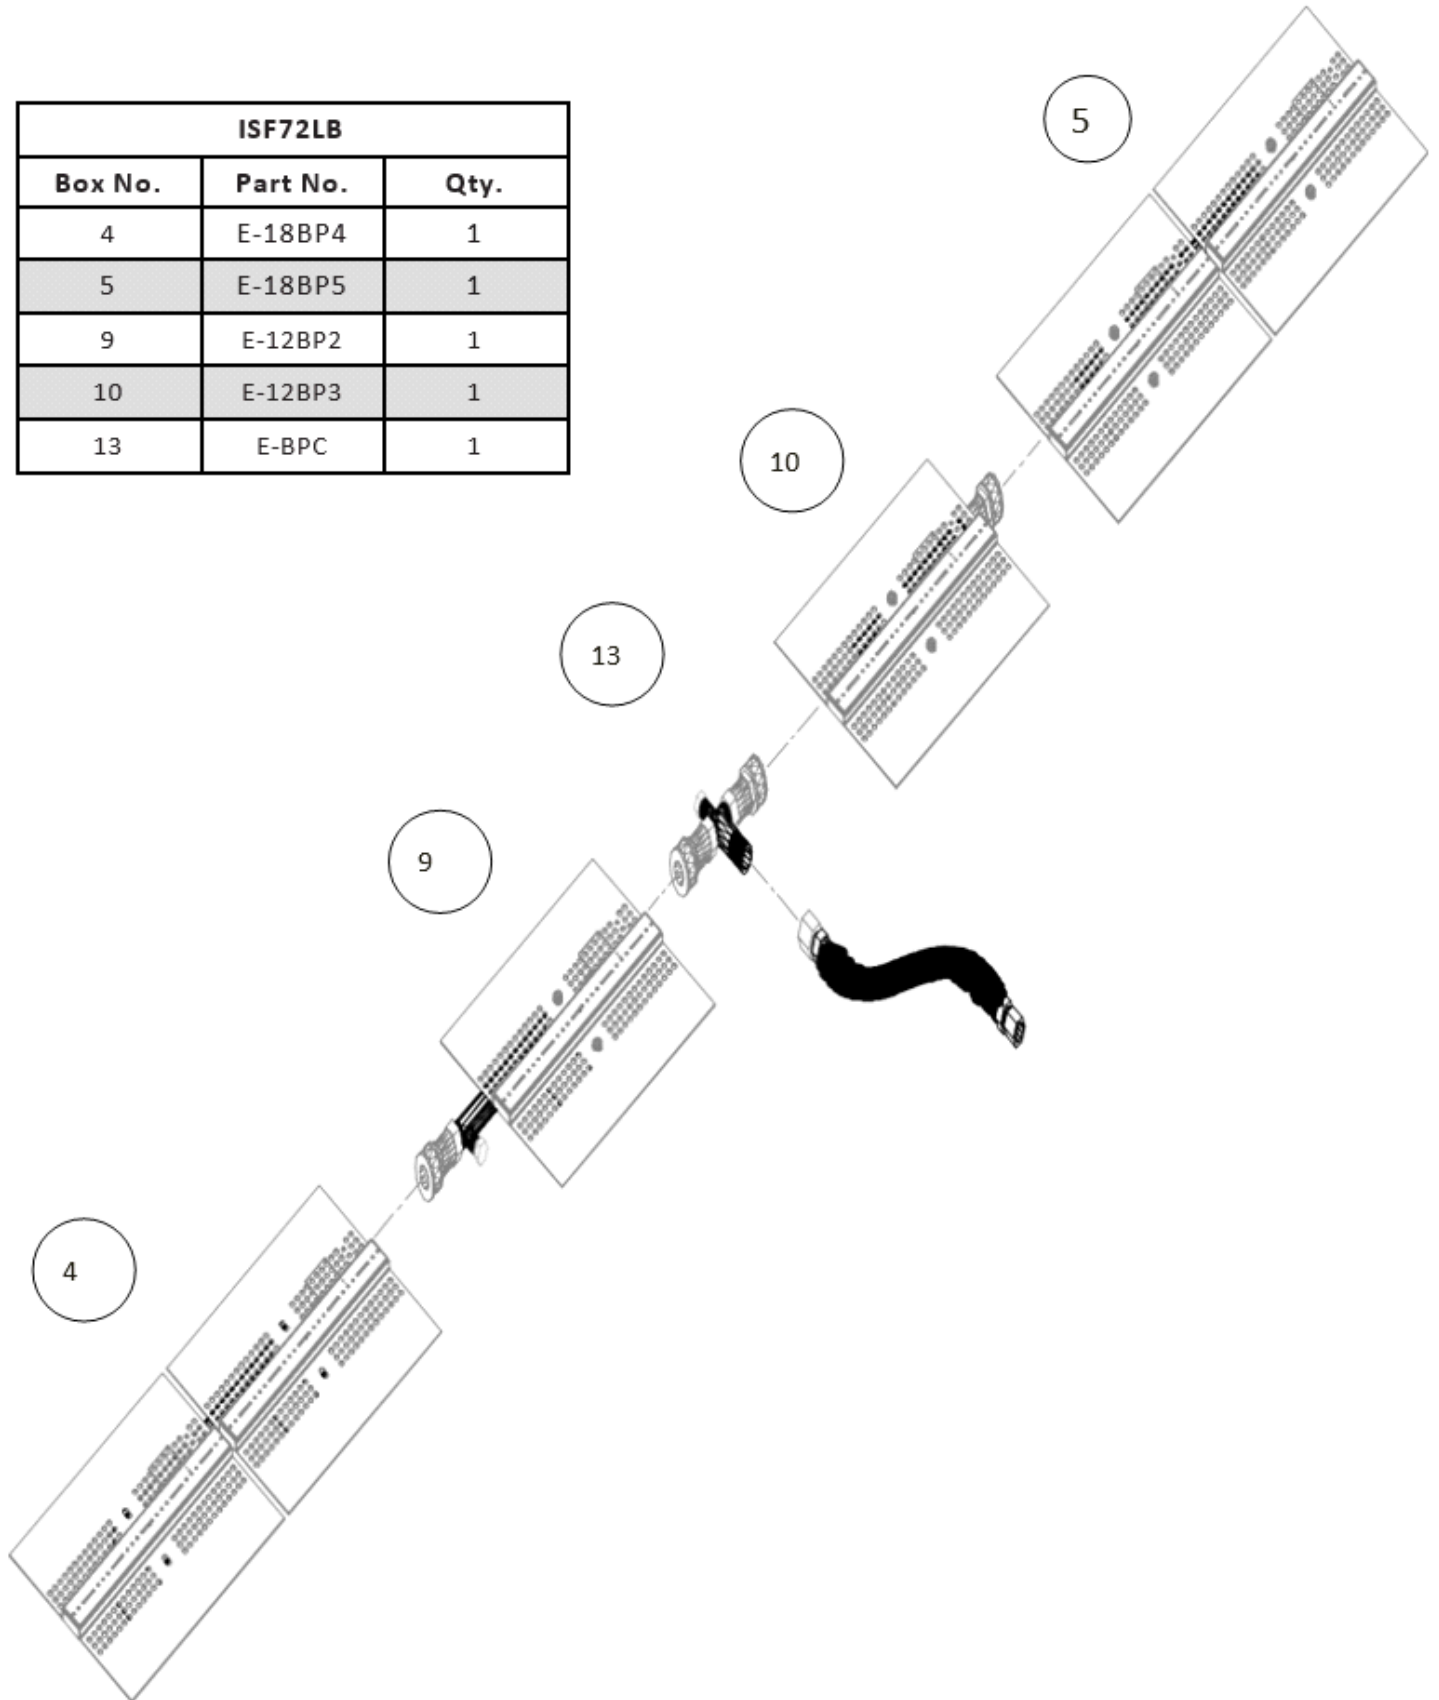 ISF72LB
Box No. Part No. Qty.
4 E-18BP4 1
5 E-18BP5 1
9 E-12BP2 1
10 E-12BP3 1
13 E-BPC 1
5
10
13
9
4